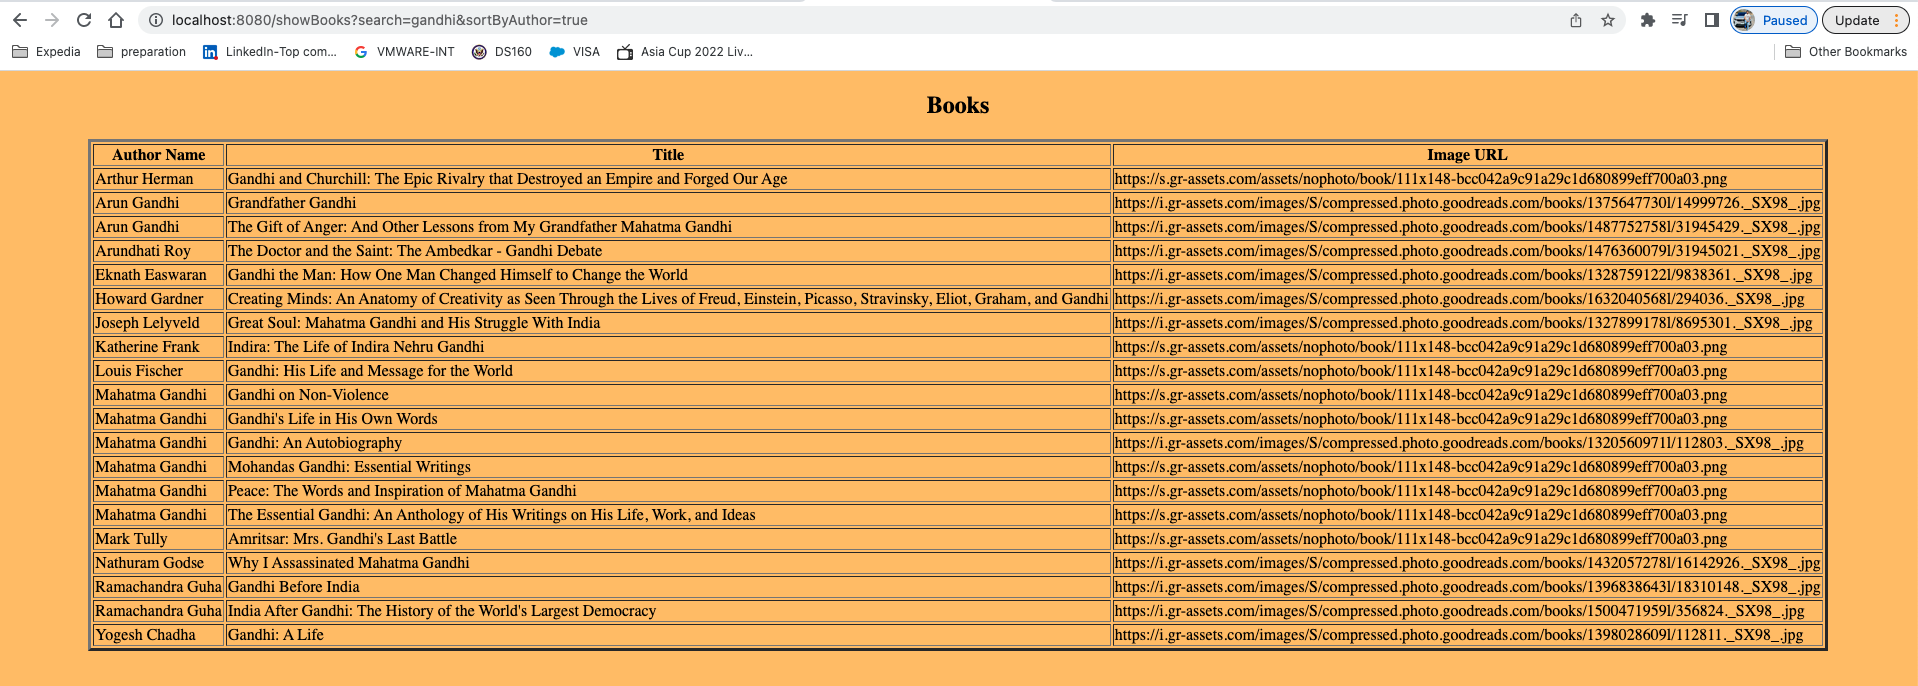 localhost:8080/showBooks?search=gandhi&sortByAuthor=true Paused Update
Expedia preparation LinkedIn-Top com... VMWARE-INT DS160 VISA Asia Cup 2022 Liv... Other Bookmarks
Books
Author Name Title Image URL
Arthur Herman Gandhi and Churchill: The Epic Rivalry that Destroyed an Empire and Forged Our Age https://s.gr-assets.com/assets/nophoto/book/111x148-bcc042a9c91a29c1d680899eff700a03.png
Arun Gandhi Grandfather Gandhi https://i.gr-assets.com/images/S/compressed.photo.goodreads.com/books/1375647730l/14999726._SX98_.jpg
Arun Gandhi The Gift of Anger: And Other Lessons from My Grandfather Mahatma Gandhi https://i.gr-assets.com/images/S/compressed.photo.goodreads.com/books/1487752758l/31945429._SX98_.jpg
Arundhati Roy The Doctor and the Saint: The Ambedkar - Gandhi Debate https://i.gr-assets.com/images/S/compressed.photo.goodreads.com/books/1476360079l/31945021._SX98_.jpg
Eknath Easwaran Gandhi the Man: How One Man Changed Himself to Change the World https://i.gr-assets.com/images/S/compressed.photo.goodreads.com/books/1328759122l/9838361._SX98_.jpg
Howard Gardner Creating Minds: An Anatomy of Creativity as Seen Through the Lives of Freud, Einstein, Picasso, Stravinsky, Eliot, Graham, and Gandhi https://i.gr-assets.com/images/S/compressed.photo.goodreads.com/books/1632040568l/294036._SX98_.jpg
Joseph Lelyveld Great Soul: Mahatma Gandhi and His Struggle With India https://i.gr-assets.com/images/S/compressed.photo.goodreads.com/books/1327899178l/8695301._SX98_.jpg
Katherine Frank Indira: The Life of Indira Nehru Gandhi https://s.gr-assets.com/assets/nophoto/book/111x148-bcc042a9c91a29c1d680899eff700a03.png
Louis Fischer Gandhi: His Life and Message for the World https://s.gr-assets.com/assets/nophoto/book/111x148-bcc042a9c91a29c1d680899eff700a03.png
Mahatma Gandhi Gandhi on Non-Violence https://s.gr-assets.com/assets/nophoto/book/111x148-bcc042a9c91a29c1d680899eff700a03.png
Mahatma Gandhi Gandhi's Life in His Own Words https://s.gr-assets.com/assets/nophoto/book/111x148-bcc042a9c91a29c1d680899eff700a03.png
Mahatma Gandhi Gandhi: An Autobiography https://i.gr-assets.com/images/S/compressed.photo.goodreads.com/books/1320560971l/112803._SX98_.jpg
Mahatma Gandhi Mohandas Gandhi: Essential Writings https://s.gr-assets.com/assets/nophoto/book/111x148-bcc042a9c91a29c1d680899eff700a03.png
Mahatma Gandhi Peace: The Words and Inspiration of Mahatma Gandhi https://s.gr-assets.com/assets/nophoto/book/111x148-bcc042a9c91a29c1d680899eff700a03.png
Mahatma Gandhi The Essential Gandhi: An Anthology of His Writings on His Life, Work, and Ideas https://s.gr-assets.com/assets/nophoto/book/111x148-bcc042a9c91a29c1d680899eff700a03.png
Mark Tully Amritsar: Mrs. Gandhi's Last Battle https://s.gr-assets.com/assets/nophoto/book/111x148-bcc042a9c91a29c1d680899eff700a03.png
Nathuram Godse Why I Assassinated Mahatma Gandhi https://i.gr-assets.com/images/S/compressed.photo.goodreads.com/books/1432057278l/16142926._SX98_.jpg
Ramachandra Guha Gandhi Before India https://i.gr-assets.com/images/S/compressed.photo.goodreads.com/books/1396838643l/18310148._SX98_.jpg
Ramachandra Guha India After Gandhi: The History of the World's Largest Democracy https://i.gr-assets.com/images/S/compressed.photo.goodreads.com/books/1500471959l/356824._SX98_.jpg
Yogesh Chadha Gandhi: A Life https://i.gr-assets.com/images/S/compressed.photo.goodreads.com/books/1398028609l/112811._SX98_.jpg